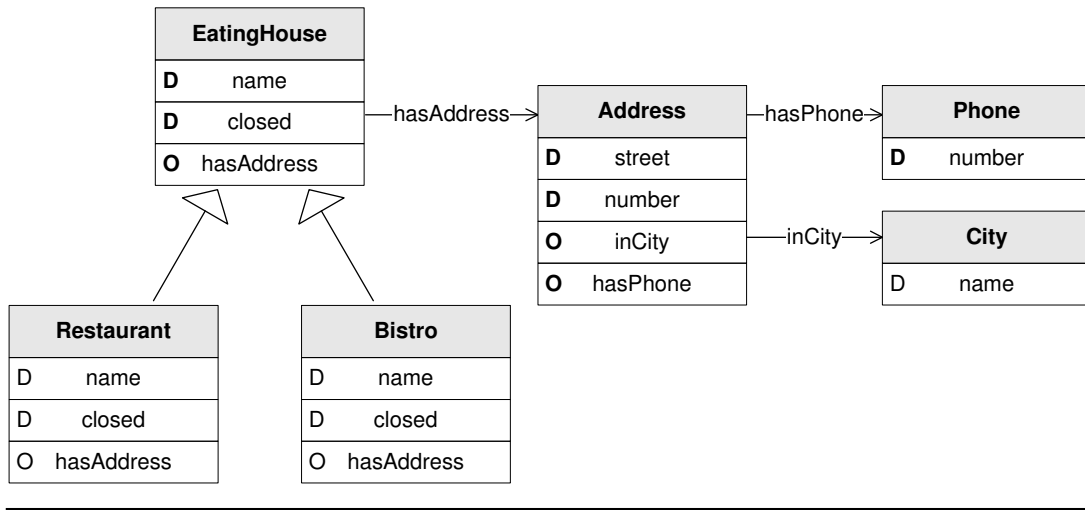 EatingHouse
D name
D closed
O hasAddress
hasAddress
Address
D street
D number
O inCity
O hasPhone
hasPhone
Phone
D number
inCity
City
D name
Restaurant
D name
D closed
O hasAddress
Bistro
D name
D closed
O hasAddress